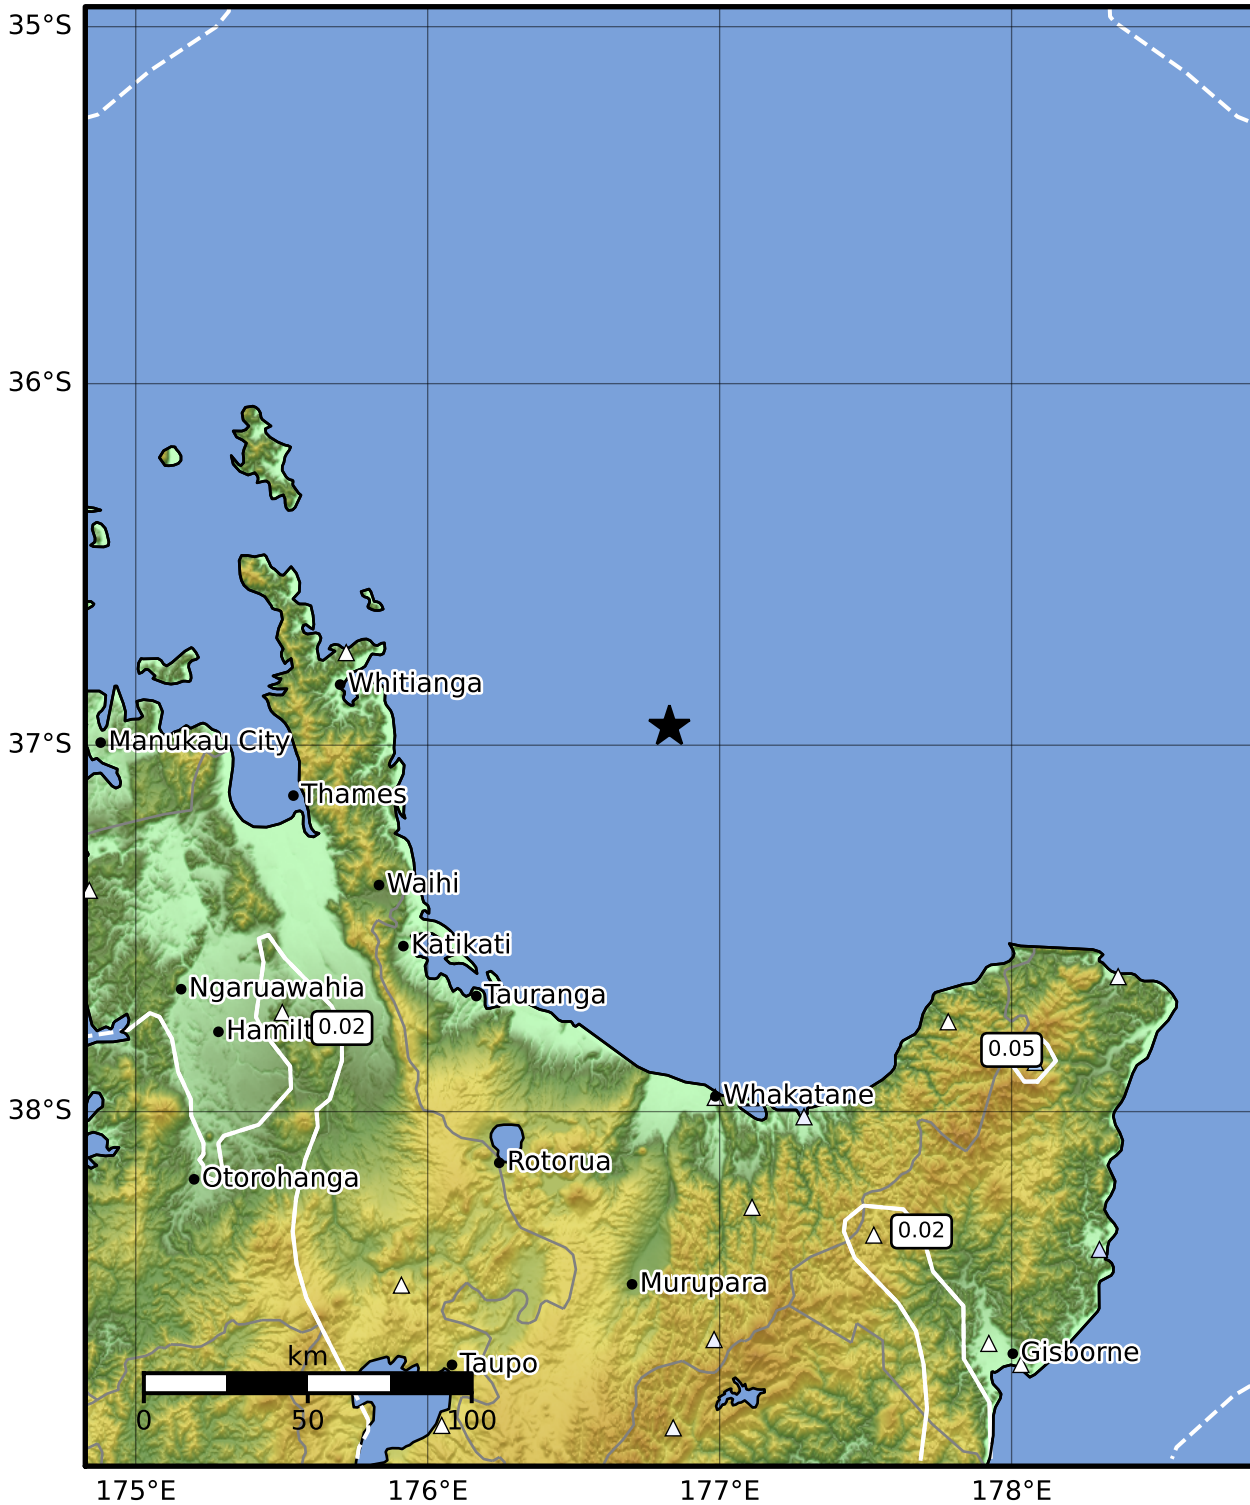 35°S
36°S
Whitianga
37°S
Manukau City
Thames
Waihi
Katikati
Ngaruawahia
Tauranga
Hamilt
0.02
0.05
Whakatane
38°S
Rotorua
Otorohanga
0.02
Murupara
Gisborne
km
Taupo
0 50 100
175°E 176°E 177°E 178°E